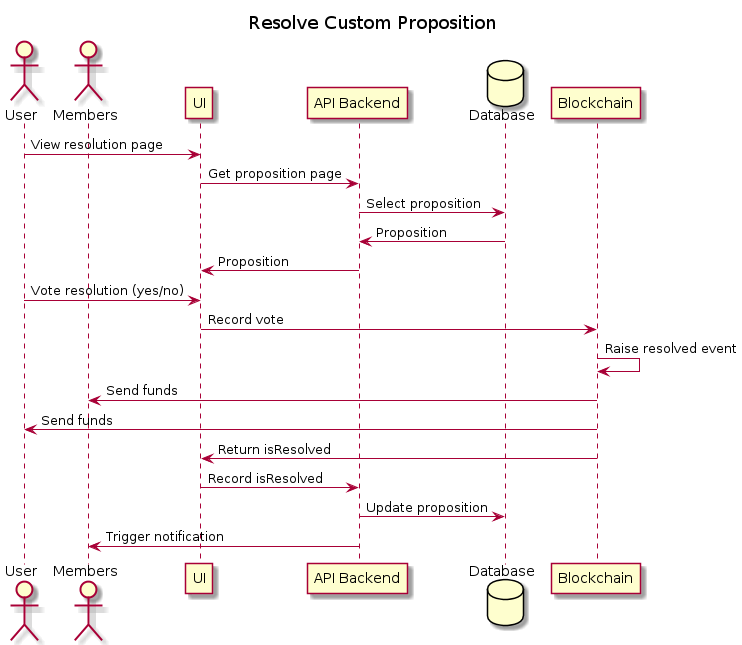 Resolve Custom Proposition
User
Members
UI
API Backend
Database
Blockchain
View resolution page
Get proposition page
Select proposition
Proposition
Proposition
Vote resolution (yes/no)
Record vote
Raise resolved event
Send funds
Send funds
Return isResolved
Record isResolved
Update proposition
Trigger notification
User
Members
UI
API Backend
Database
Blockchain